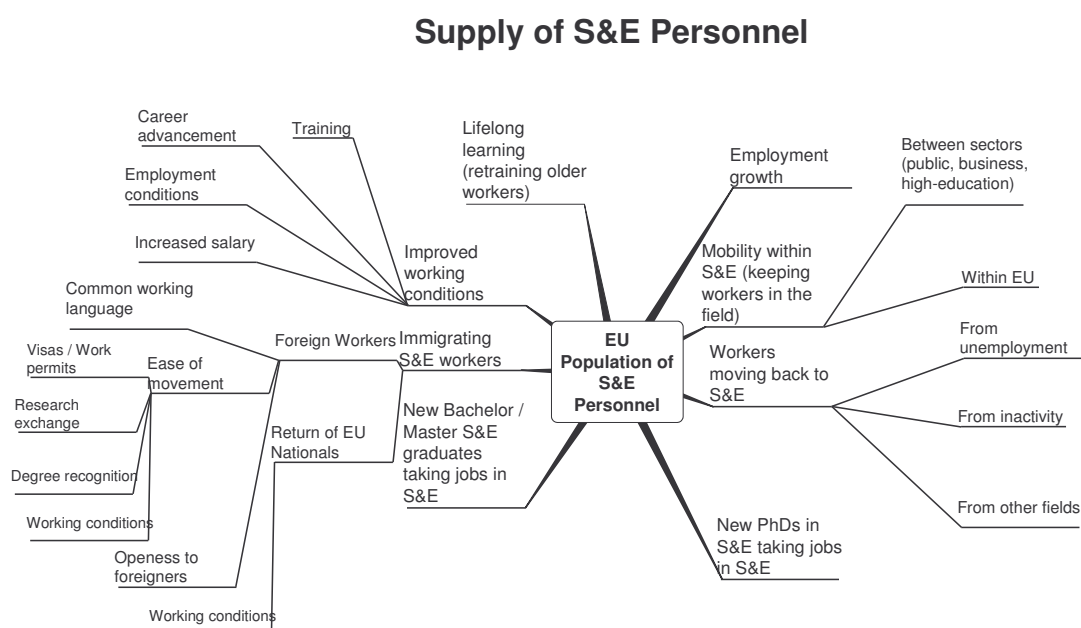 Supply of S&E Personnel
Career
advancement
Training
Employment
conditions
Increased salary
Improved
working
conditions
Lifelong
learning
(retraining older
workers)
Employment
growth
Between sectors
(public, business,
high-education)
Mobility within
S&E (keeping
workers in the
field)
Within EU
Common working
language
Foreign Workers
Immigrating
S&E workers
EU
Population of
S&E
Personnel
Workers
moving back to
S&E
From
unemployment
From inactivity
From other fields
Visas / Work
permits
Ease of
movement
Research
exchange
Degree recognition
Working conditions
Openess to
foreigners
Return of EU
Nationals
Working conditions
New Bachelor /
Master S&E
graduates
taking jobs in
S&E
New PhDs in
S&E taking jobs
in S&E